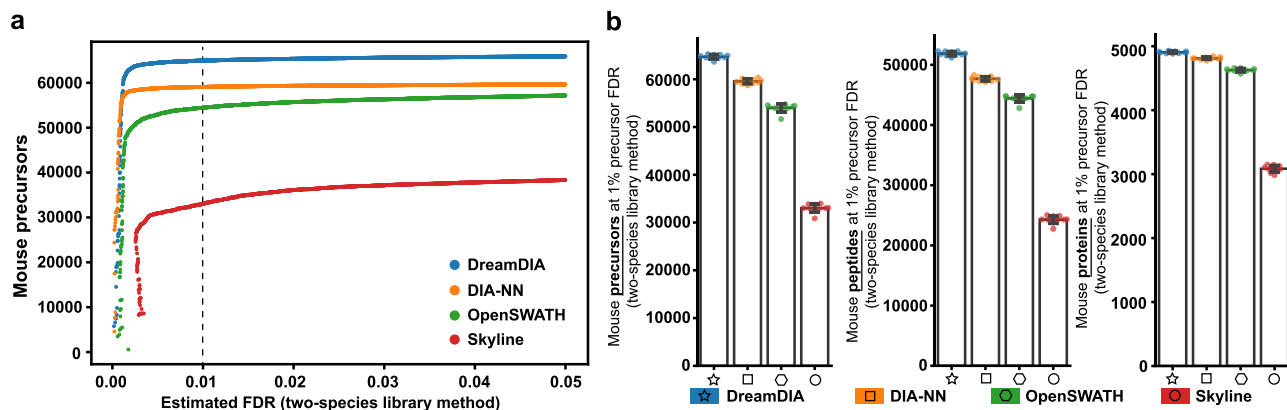 a
Mouse precursors
60000
50000
40000
30000
20000
10000
0
0.00 0.01 0.02 0.03 0.04 0.05
Estimated FDR (two-species library method)
DreamDIA
DIA-NN
OpenSWATH
Skyline
b
Mouse precursors at 1% precursor FDR
(two-species library method)
60000
50000
40000
30000
20000
10000
0
Mouse peptides at 1% precursor FDR
(two-species library method)
50000
40000
30000
20000
10000
0
Mouse proteins at 1% precursor FDR
(two-species library method)
5000
4000
3000
2000
1000
0
DreamDIA DIA-NN OpenSWATH Skyline